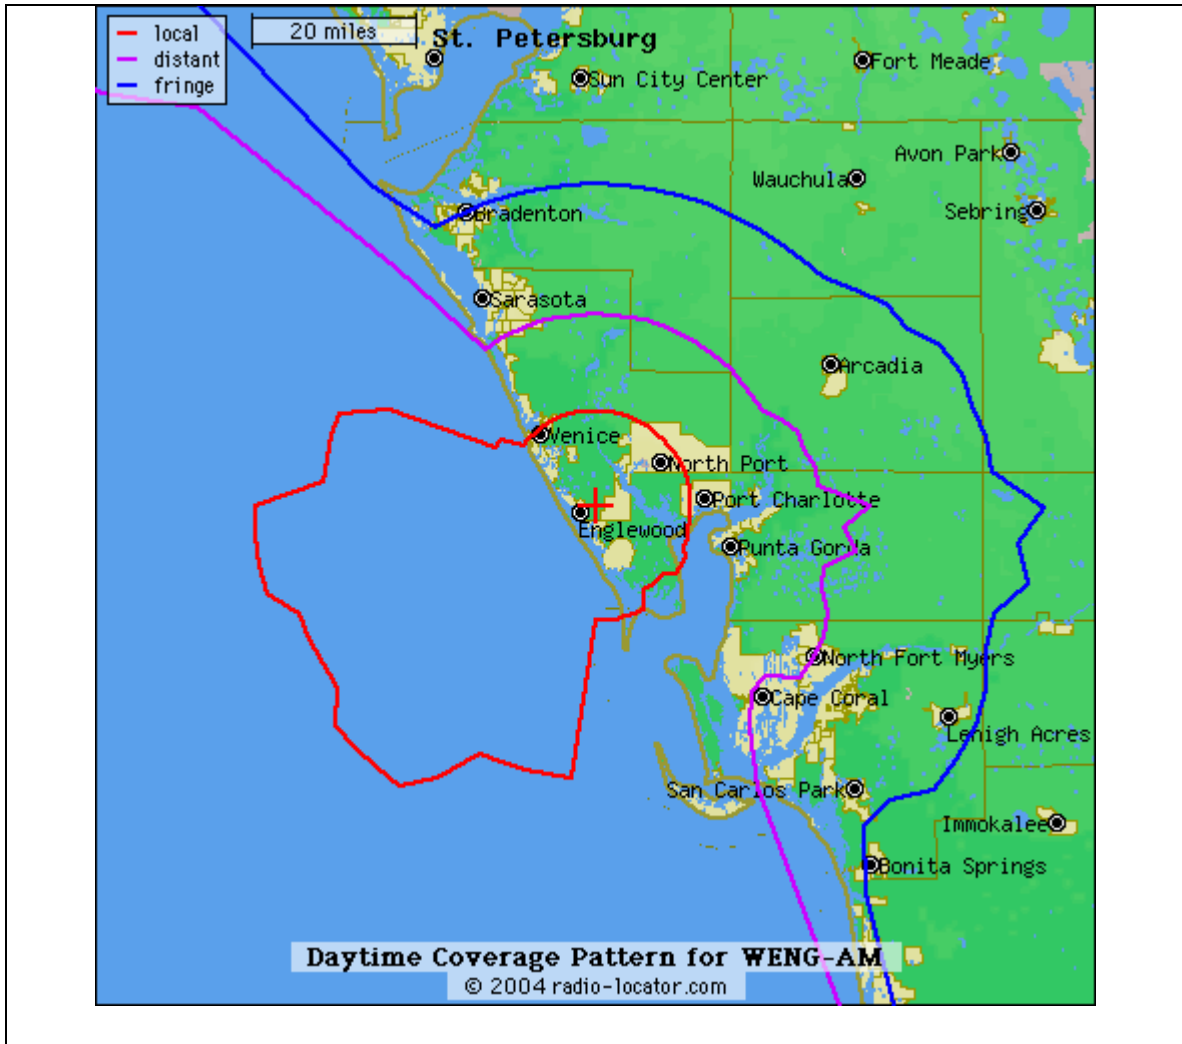 local
distant
fringe
20 miles
St. Petersburg
Sun City Center
Fort Meade
Avon Park
Wauchula
Sebring
Bradenton
Sarasota
Arcadia
Venice
North Port
Port Charlotte
Englewood
Punta Gorda
North Fort Myers
Cape Coral
Lehigh Acres
San Carlos Park
Immokalee
Bonita Springs
Daytime Coverage Pattern for WENG-AM
© 2004 radio-locator.com